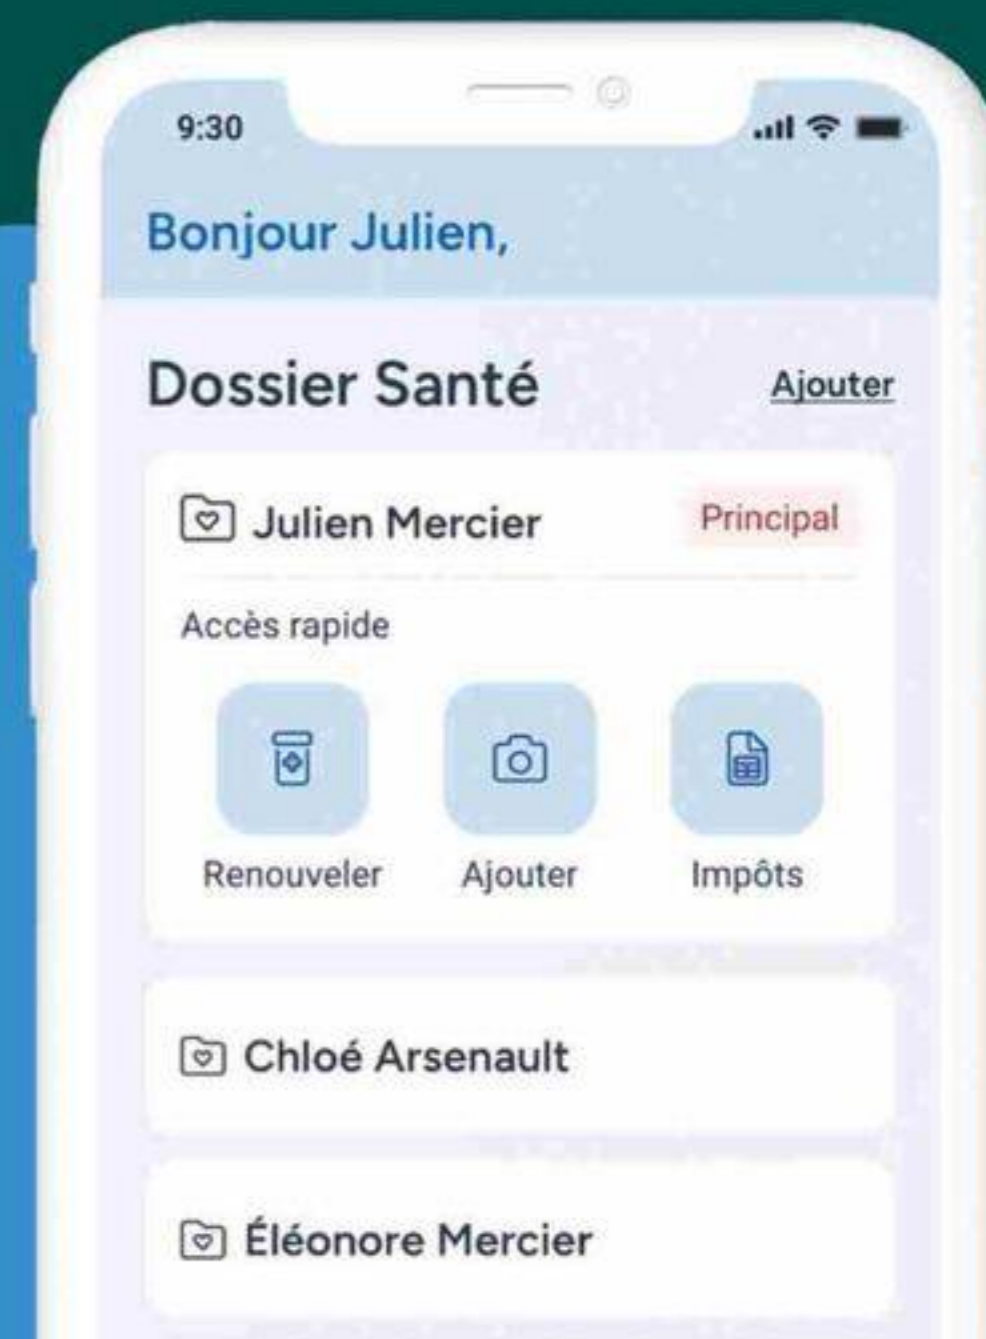 9:30
Bonjour Julien,
Dossier Santé
Ajouter
Julien Mercier
Principal
Accès rapide
Renouveler
Ajouter
Impôts
Chloé Arsenault
Éléonore Mercier